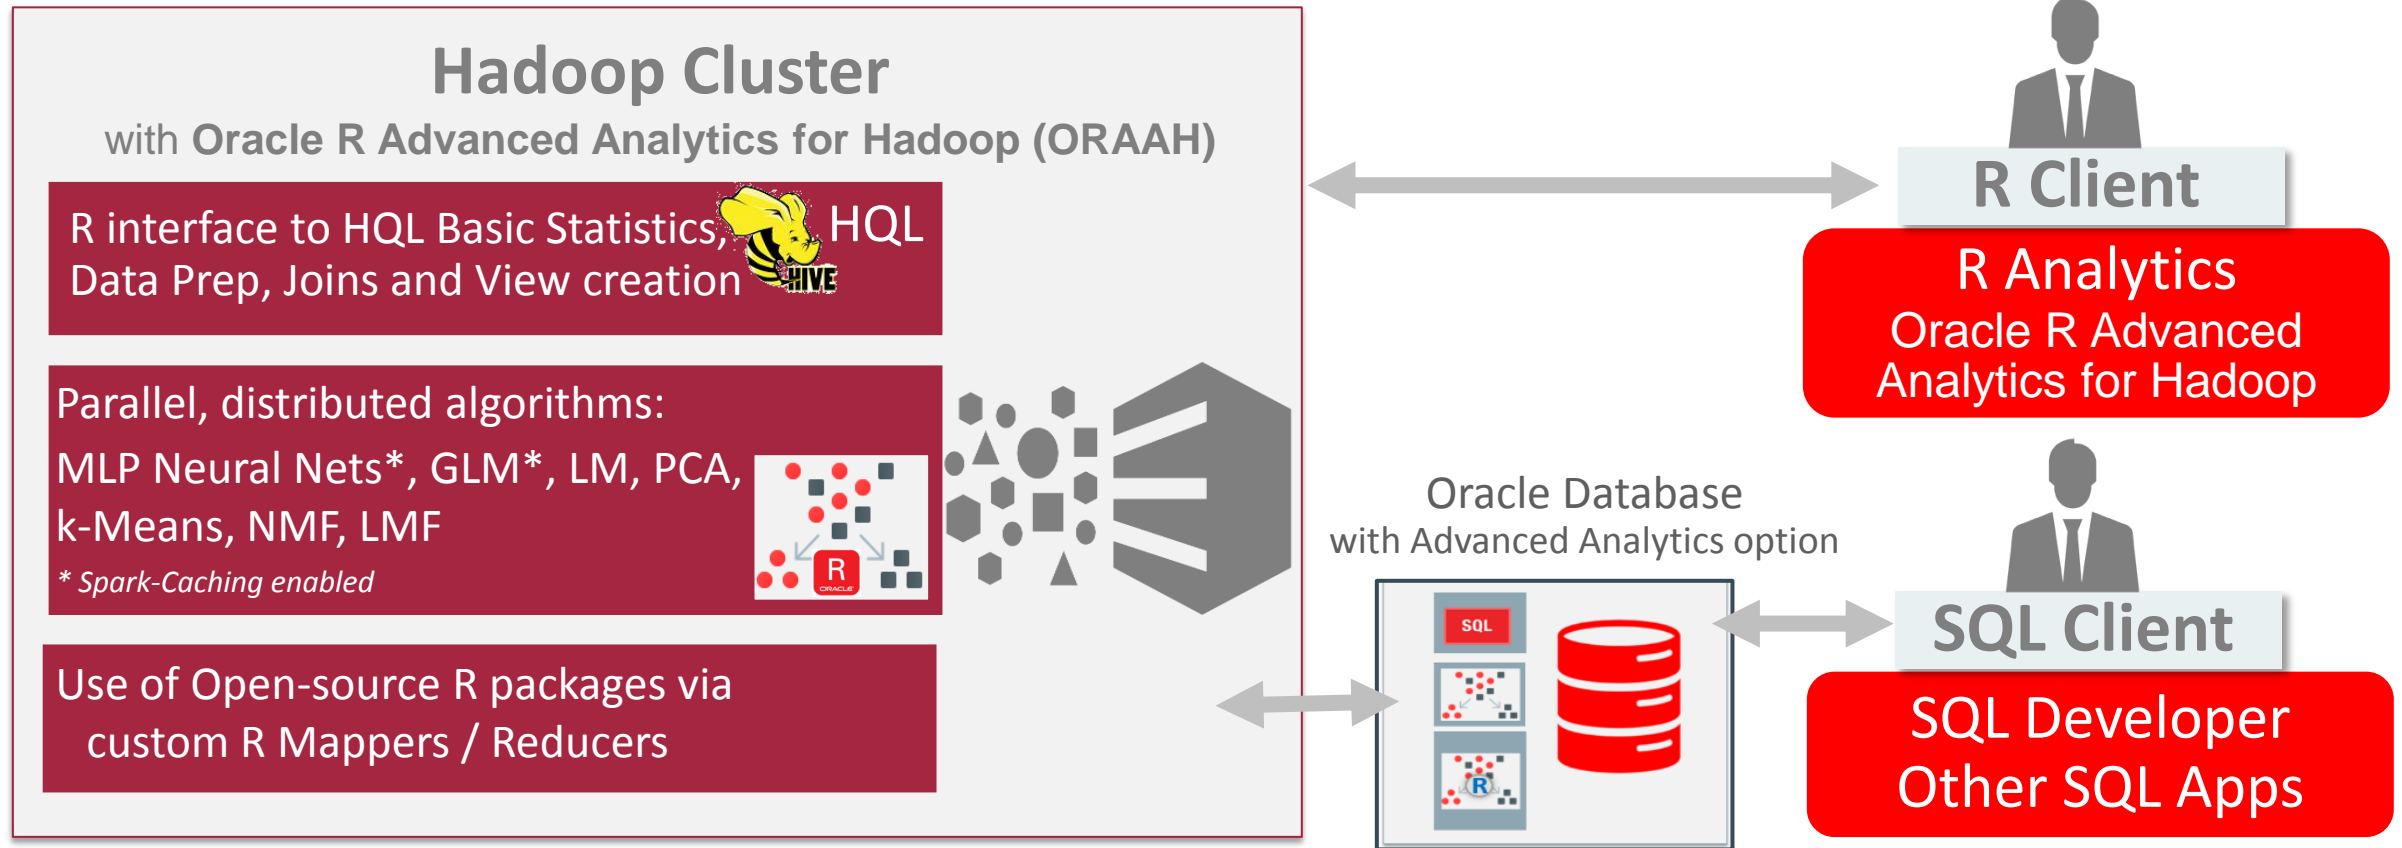 Hadoop Cluster
with Oracle R Advanced Analytics for Hadoop (ORAAH)
R interface to HQL Basic Statistics,
Data Prep, Joins and View creation
HIVE
HQL
Parallel, distributed algorithms:
MLP Neural Nets*, GLM*, LM, PCA,
k-Means, NMF, LMF
* Spark-Caching enabled
R
ORACLE
Use of Open-source R packages via
custom R Mappers / Reducers
R Client
R Analytics
Oracle R Advanced
Analytics for Hadoop
Oracle Database
with Advanced Analytics option
SQL
R
SQL Client
SQL Developer
Other SQL Apps